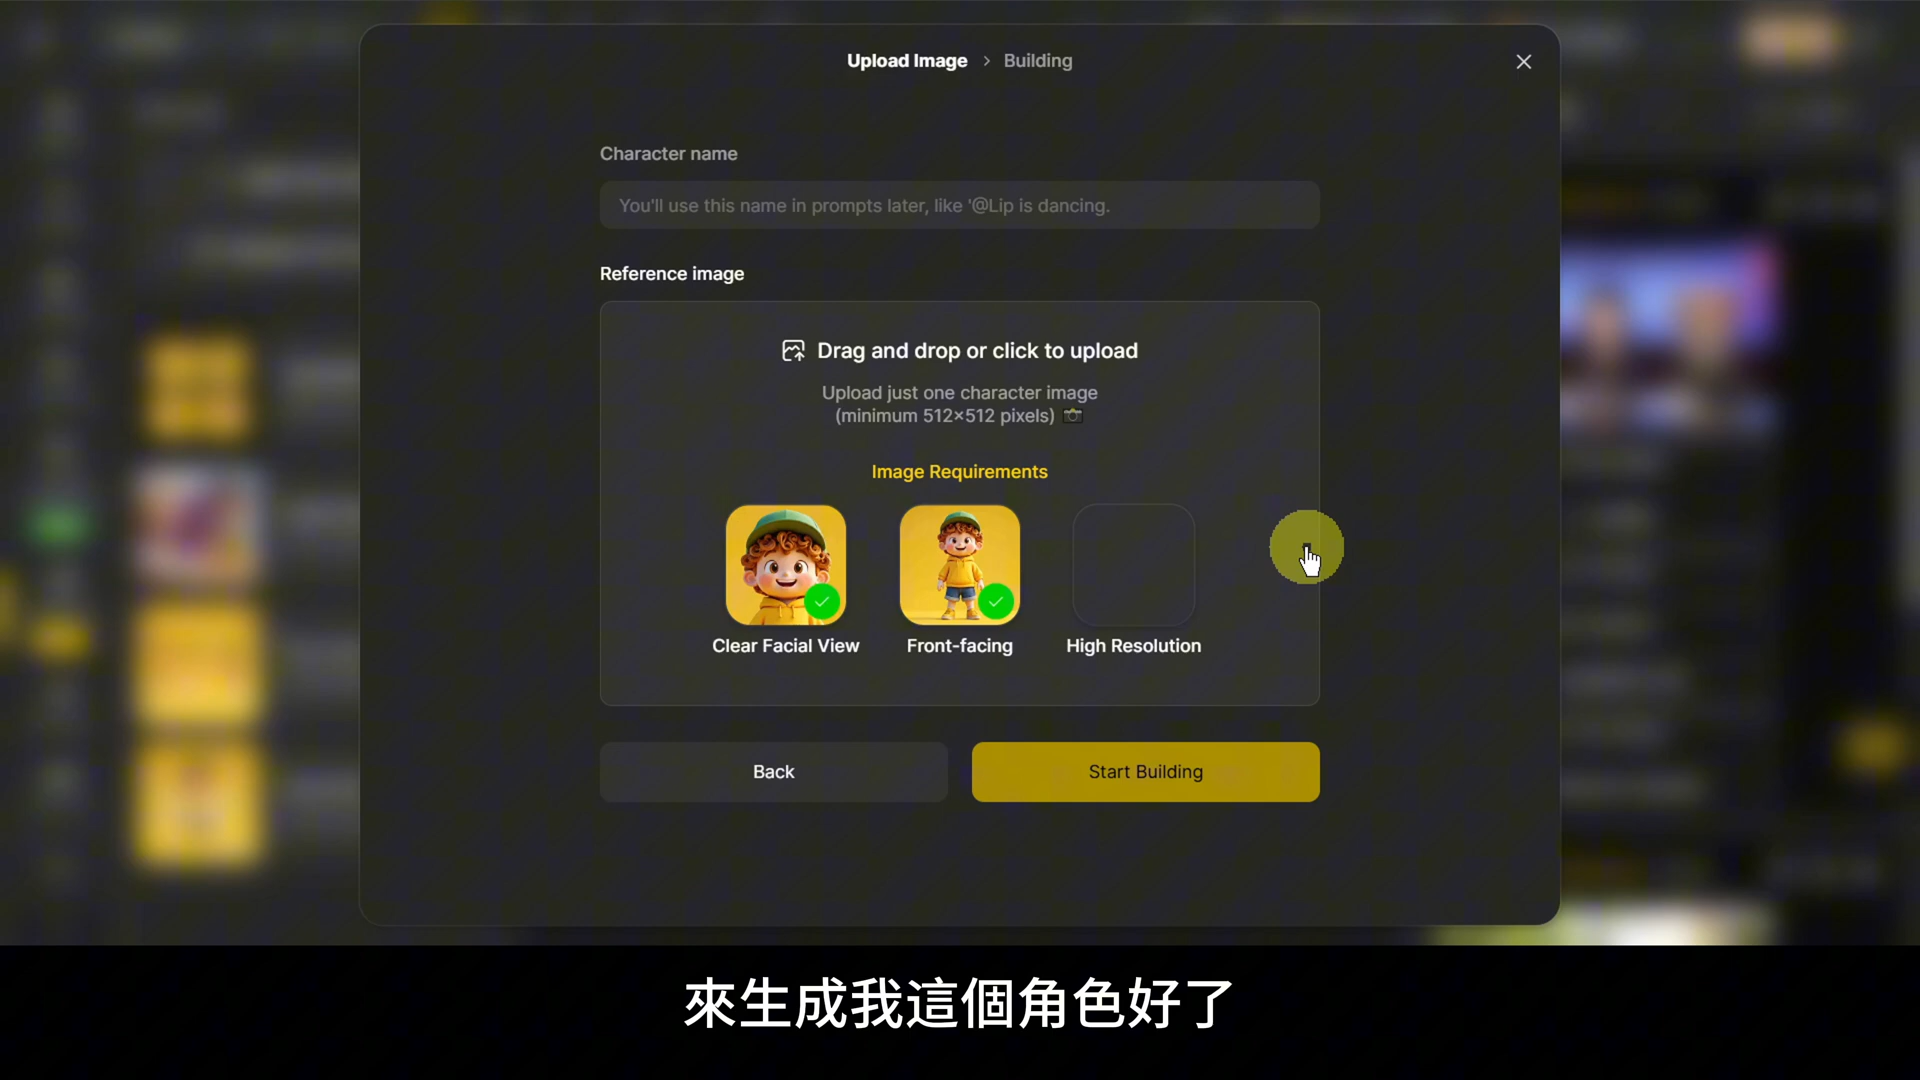 Upload Image > Building
Character name
You'll use this name in prompts later, like '@Lip is dancing.
Reference image
Drag and drop or click to upload
Upload just one character image
(minimum 512×512 pixels)
Image Requirements
Clear Facial View
Front-facing
High Resolution
Back
Start Building
來生成我這個角色好了